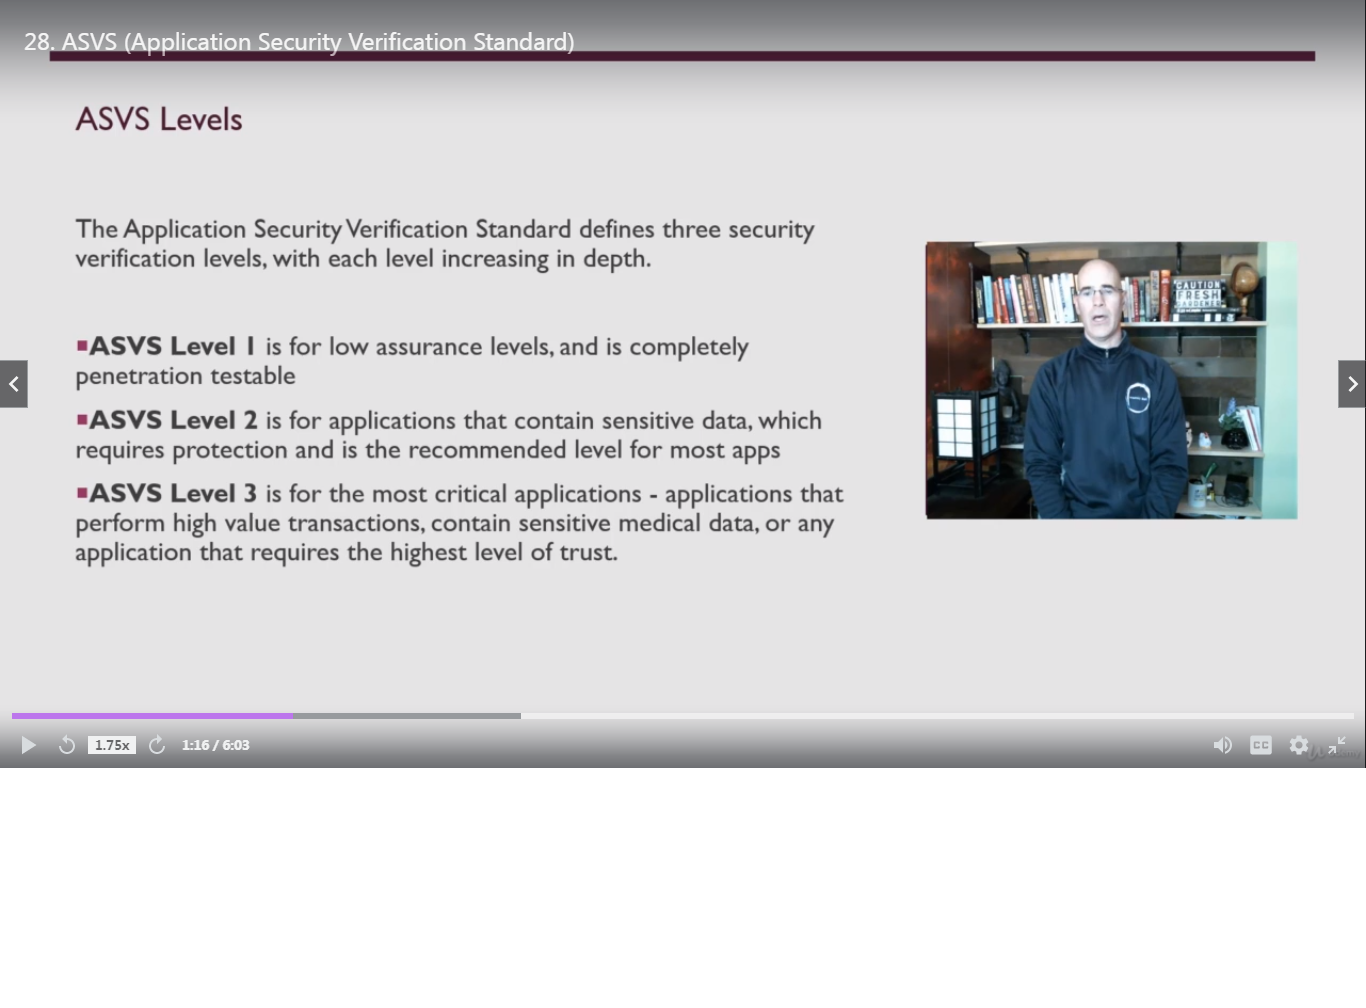 28. ASVS (Application Security Verification Standard)
ASVS Levels
The Application Security Verification Standard defines three security
verification levels, with each level increasing in depth.
▪ASVS Level 1 is for low assurance levels, and is completely
penetration testable
▪ASVS Level 2 is for applications that contain sensitive data, which
requires protection and is the recommended level for most apps
▪ASVS Level 3 is for the most critical applications - applications that
perform high value transactions, contain sensitive medical data, or any
application that requires the highest level of trust.
CAUTION
FRESH
GARDENER
1.75x
1:16 / 6:03
CC